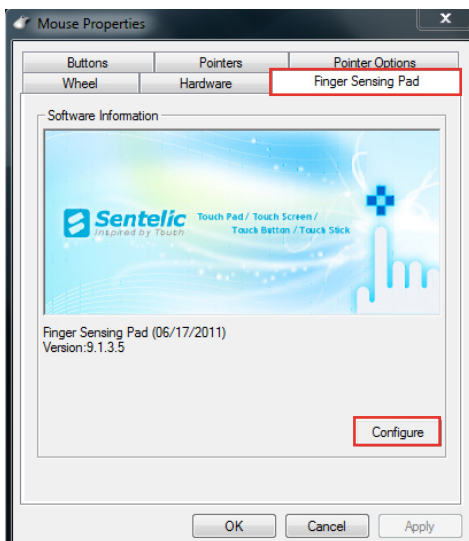 Mouse Properties
x
Buttons Pointers Pointer Options
Wheel Hardware Finger Sensing Pad
Software Information
Sentelic
Inspired by Touch
Touch Pad / Touch Screen /
Touch Button / Touch Stick
Finger Sensing Pad (06/17/2011)
Version:9.1.3.5
Configure
OK Cancel Apply